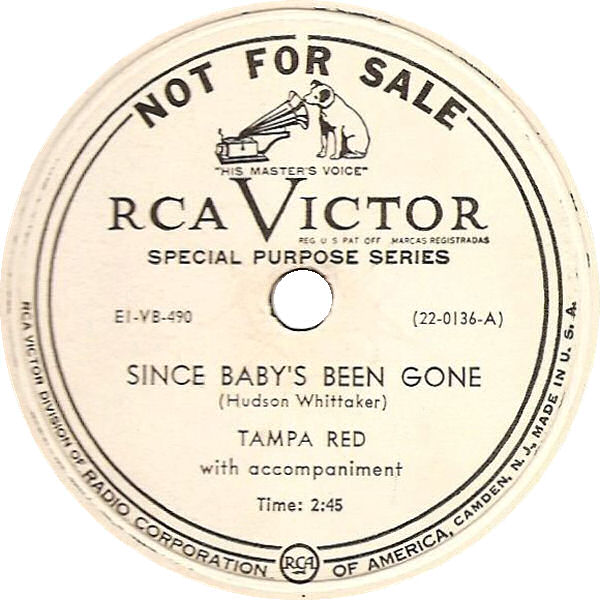 NOT FOR SALE
"HIS MASTER'S VOICE"
RCA VICTOR
REG U S PAT OFF MARCAS REGISTRADAS
SPECIAL PURPOSE SERIES
E1-VB-490
(22-0136-A)
SINCE BABY'S BEEN GONE
(Hudson Whittaker)
TAMPA RED
with accompaniment
Time: 2:45
RCA VICTOR DIVISION OF RADIO CORPORATION OF AMERICA, CAMDEN, N. J., MADE IN U. S. A.
RCA